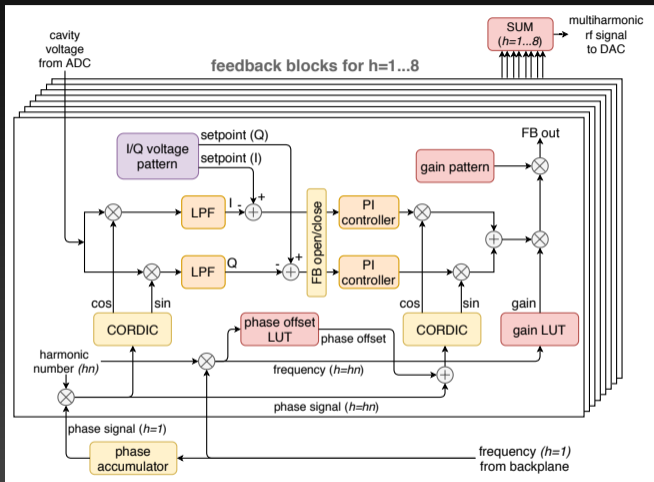 SUM
(h=1...8)
multiharmonic
rf signal
to DAC
cavity
voltage
from ADC
feedback blocks for h=1...8
FB out
I/Q voltage
pattern
setpoint (Q)
setpoint (I)
gain pattern
LPF
I
-
+
FB open/close
PI
controller
LPF
Q
-
+
PI
controller
cos
sin
cos
sin
gain
CORDIC
phase offset
LUT
phase offset
CORDIC
gain LUT
harmonic
number (hn)
frequency (h=hn)
phase signal (h=hn)
phase signal (h=1)
phase
accumulator
frequency (h=1)
from backplane